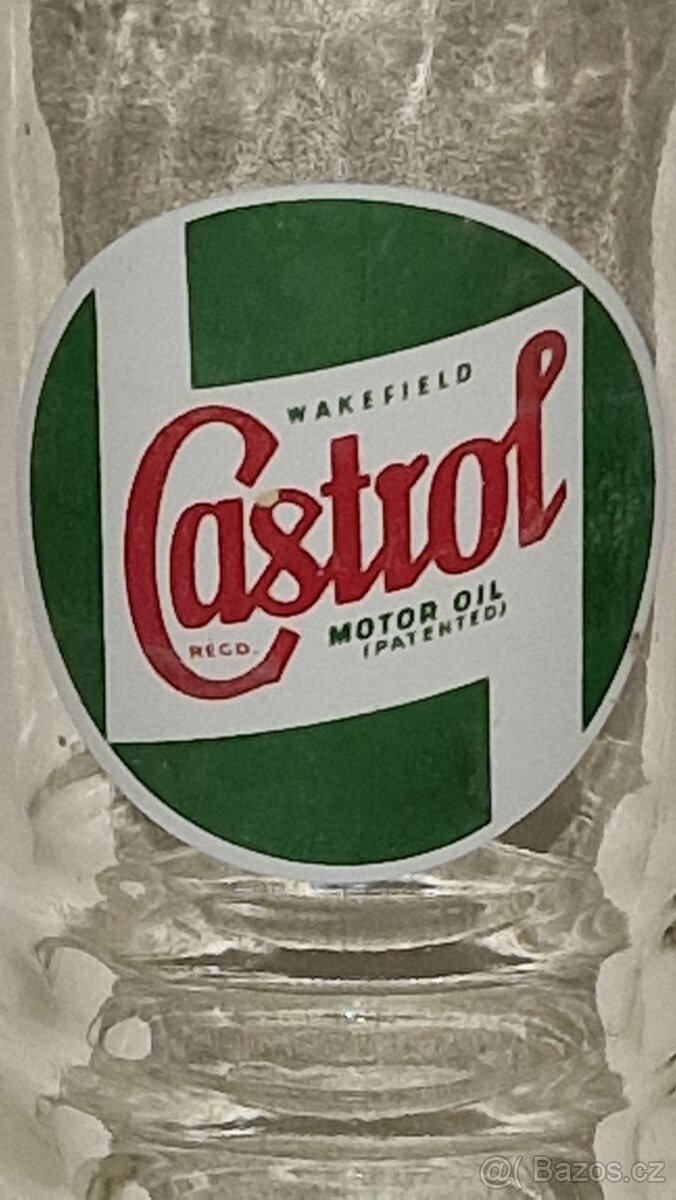 WAKEFIELD
Castrol
REGD.
MOTOR OIL
(PATENTED)
@( Bazos.cz